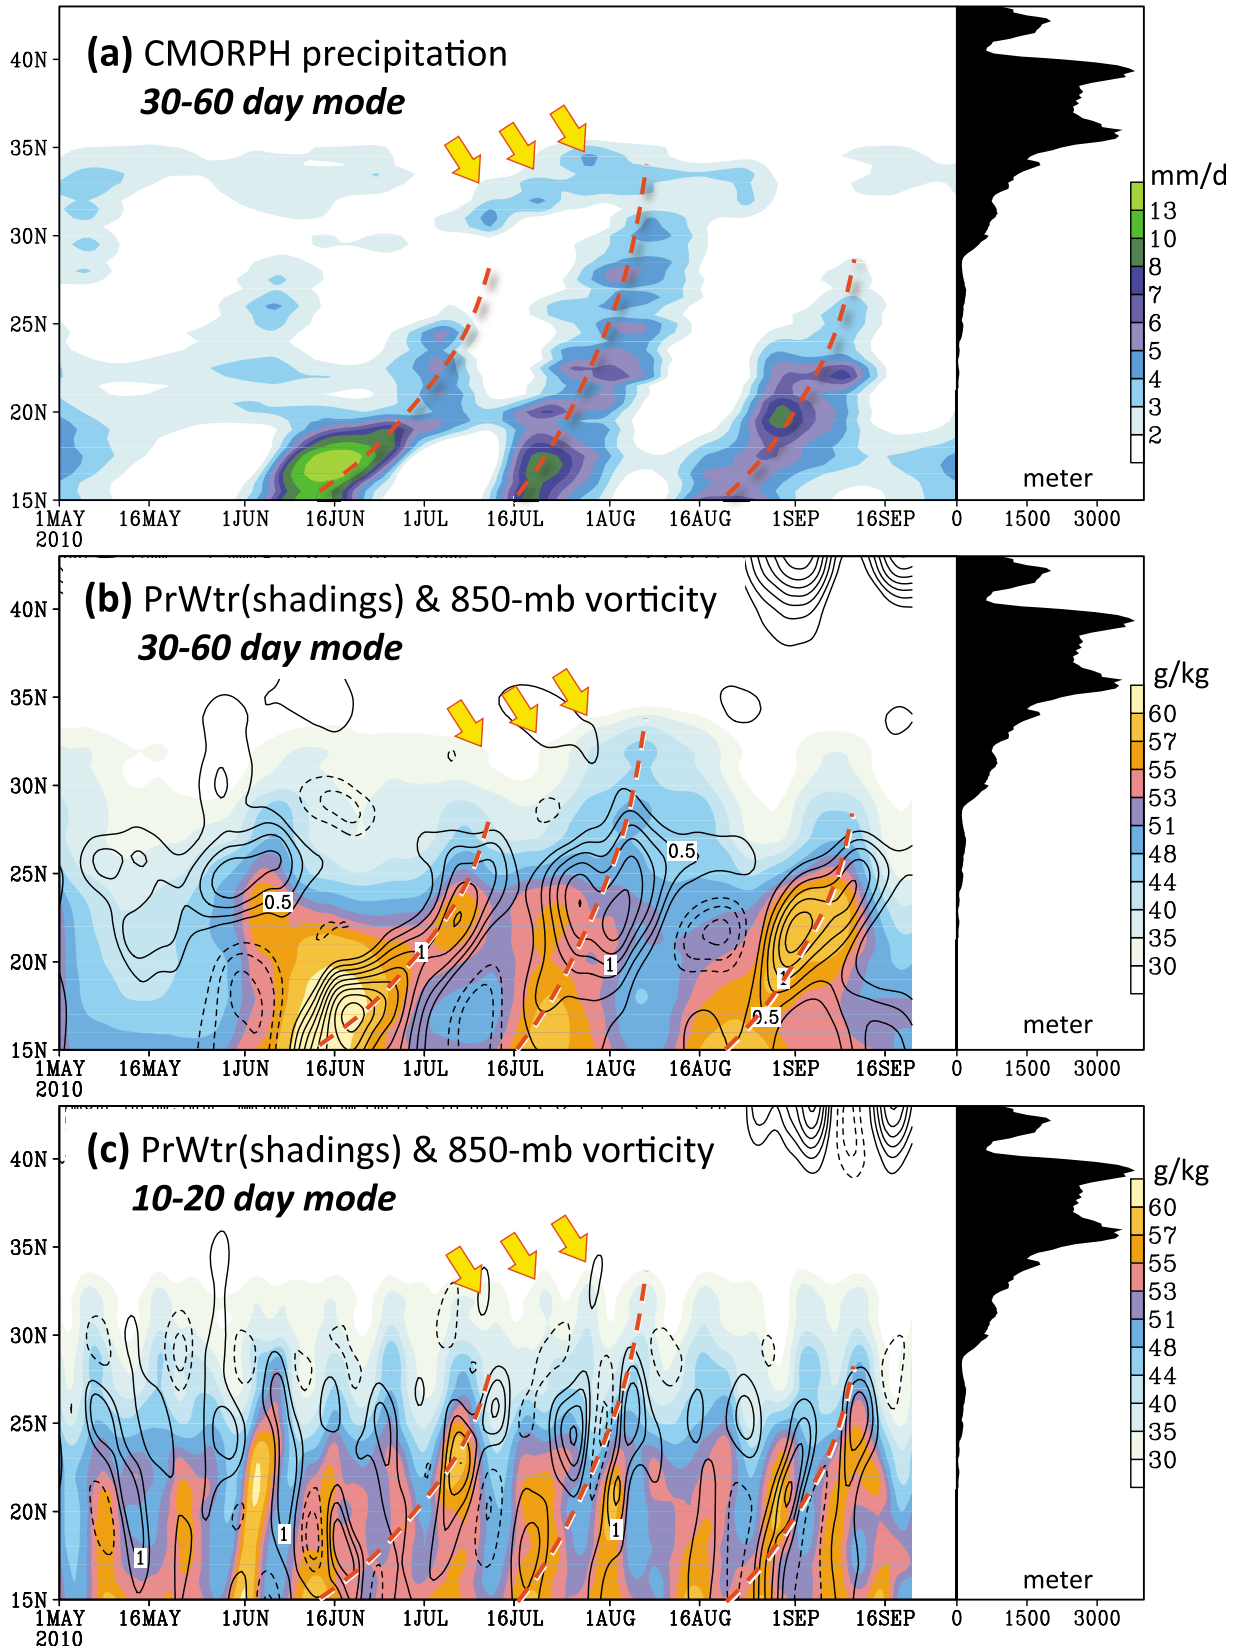 (a) CMORPH precipitation
30-60 day mode
40N
35N
30N
25N
20N
15N
1MAY 16MAY 1JUN 16JUN 1JUL 16JUL 1AUG 16AUG 1SEP 16SEP
2010
mm/d
13
10
8
7
6
5
4
3
2
meter
0 1500 3000
(b) PrWtr(shadings) & 850-mb vorticity
30-60 day mode
40N
35N
30N
25N
20N
15N
0.5
0.5
1
1
1
0.5
1MAY 16MAY 1JUN 16JUN 1JUL 16JUL 1AUG 16AUG 1SEP 16SEP
2010
g/kg
60
57
55
53
51
48
44
40
35
30
meter
0 1500 3000
(c) PrWtr(shadings) & 850-mb vorticity
10-20 day mode
40N
35N
30N
25N
20N
15N
1
1
1
1MAY 16MAY 1JUN 16JUN 1JUL 16JUL 1AUG 16AUG 1SEP 16SEP
2010
g/kg
60
57
55
53
51
48
44
40
35
30
meter
0 1500 3000